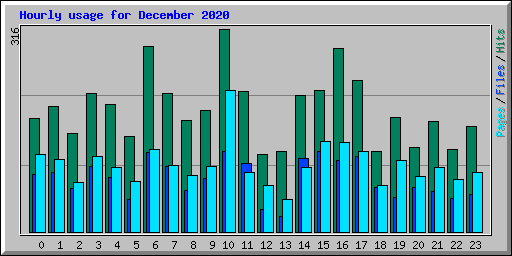 Hourly usage for December 2020
316
Pages / Files / Hits
0 1 2 3 4 5 6 7 8 9 10 11 12 13 14 15 16 17 18 19 20 21 22 23